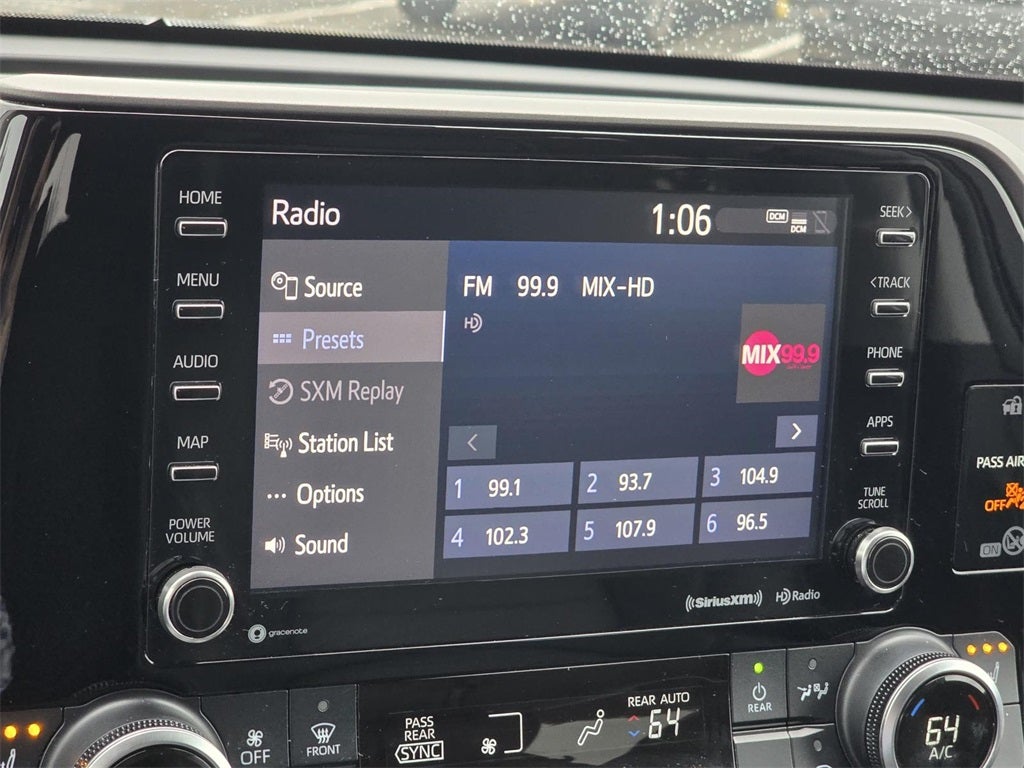 HOME
MENU
AUDIO
MAP
POWER
VOLUME
Radio
1:06
DCM
DCM
Source
Presets
SXM Replay
Station List
Options
Sound
FM 99.9 MIX-HD
HD
MIX99.9
<
>
1 99.1
2 93.7
3 104.9
4 102.3
5 107.9
6 96.5
SEEK>
<TRACK
PHONE
APPS
TUNE
SCROLL
gracenote
((SiriusXM))
HD Radio
PASS AIR
OFF
ON
OFF
FRONT
PASS
REAR
SYNC
REAR AUTO
64
REAR
64
A/C